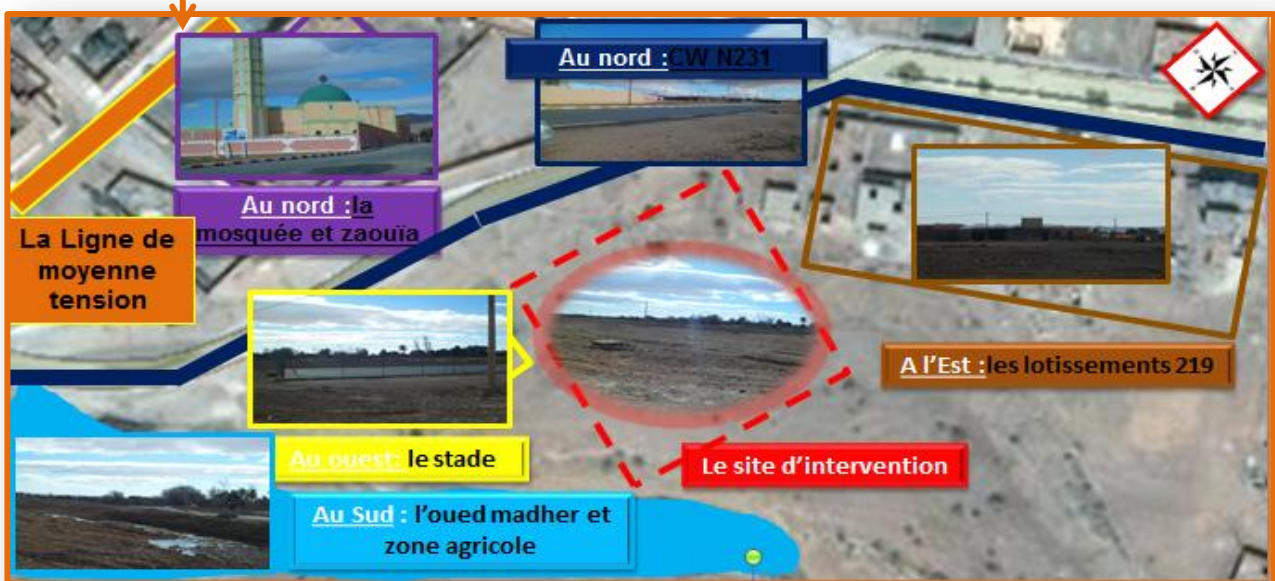 Au nord :CW N231
Au nord :la
mosquée et zaouïa
La Ligne de
moyenne
tension
A l'Est :les lotissements 219
Au ouest: le stade
Le site d'intervention
Au Sud : l'oued madher et
zone agricole